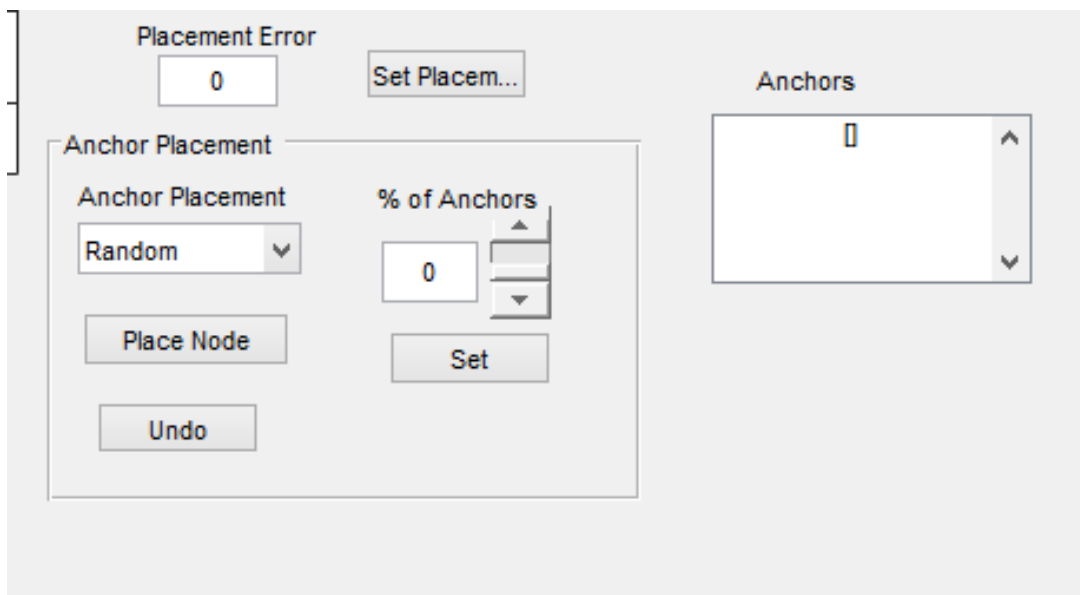 Placement Error
0
Set Placem...
Anchors
[]
Anchor Placement
Anchor Placement
% of Anchors
Random
0
Place Node
Set
Undo